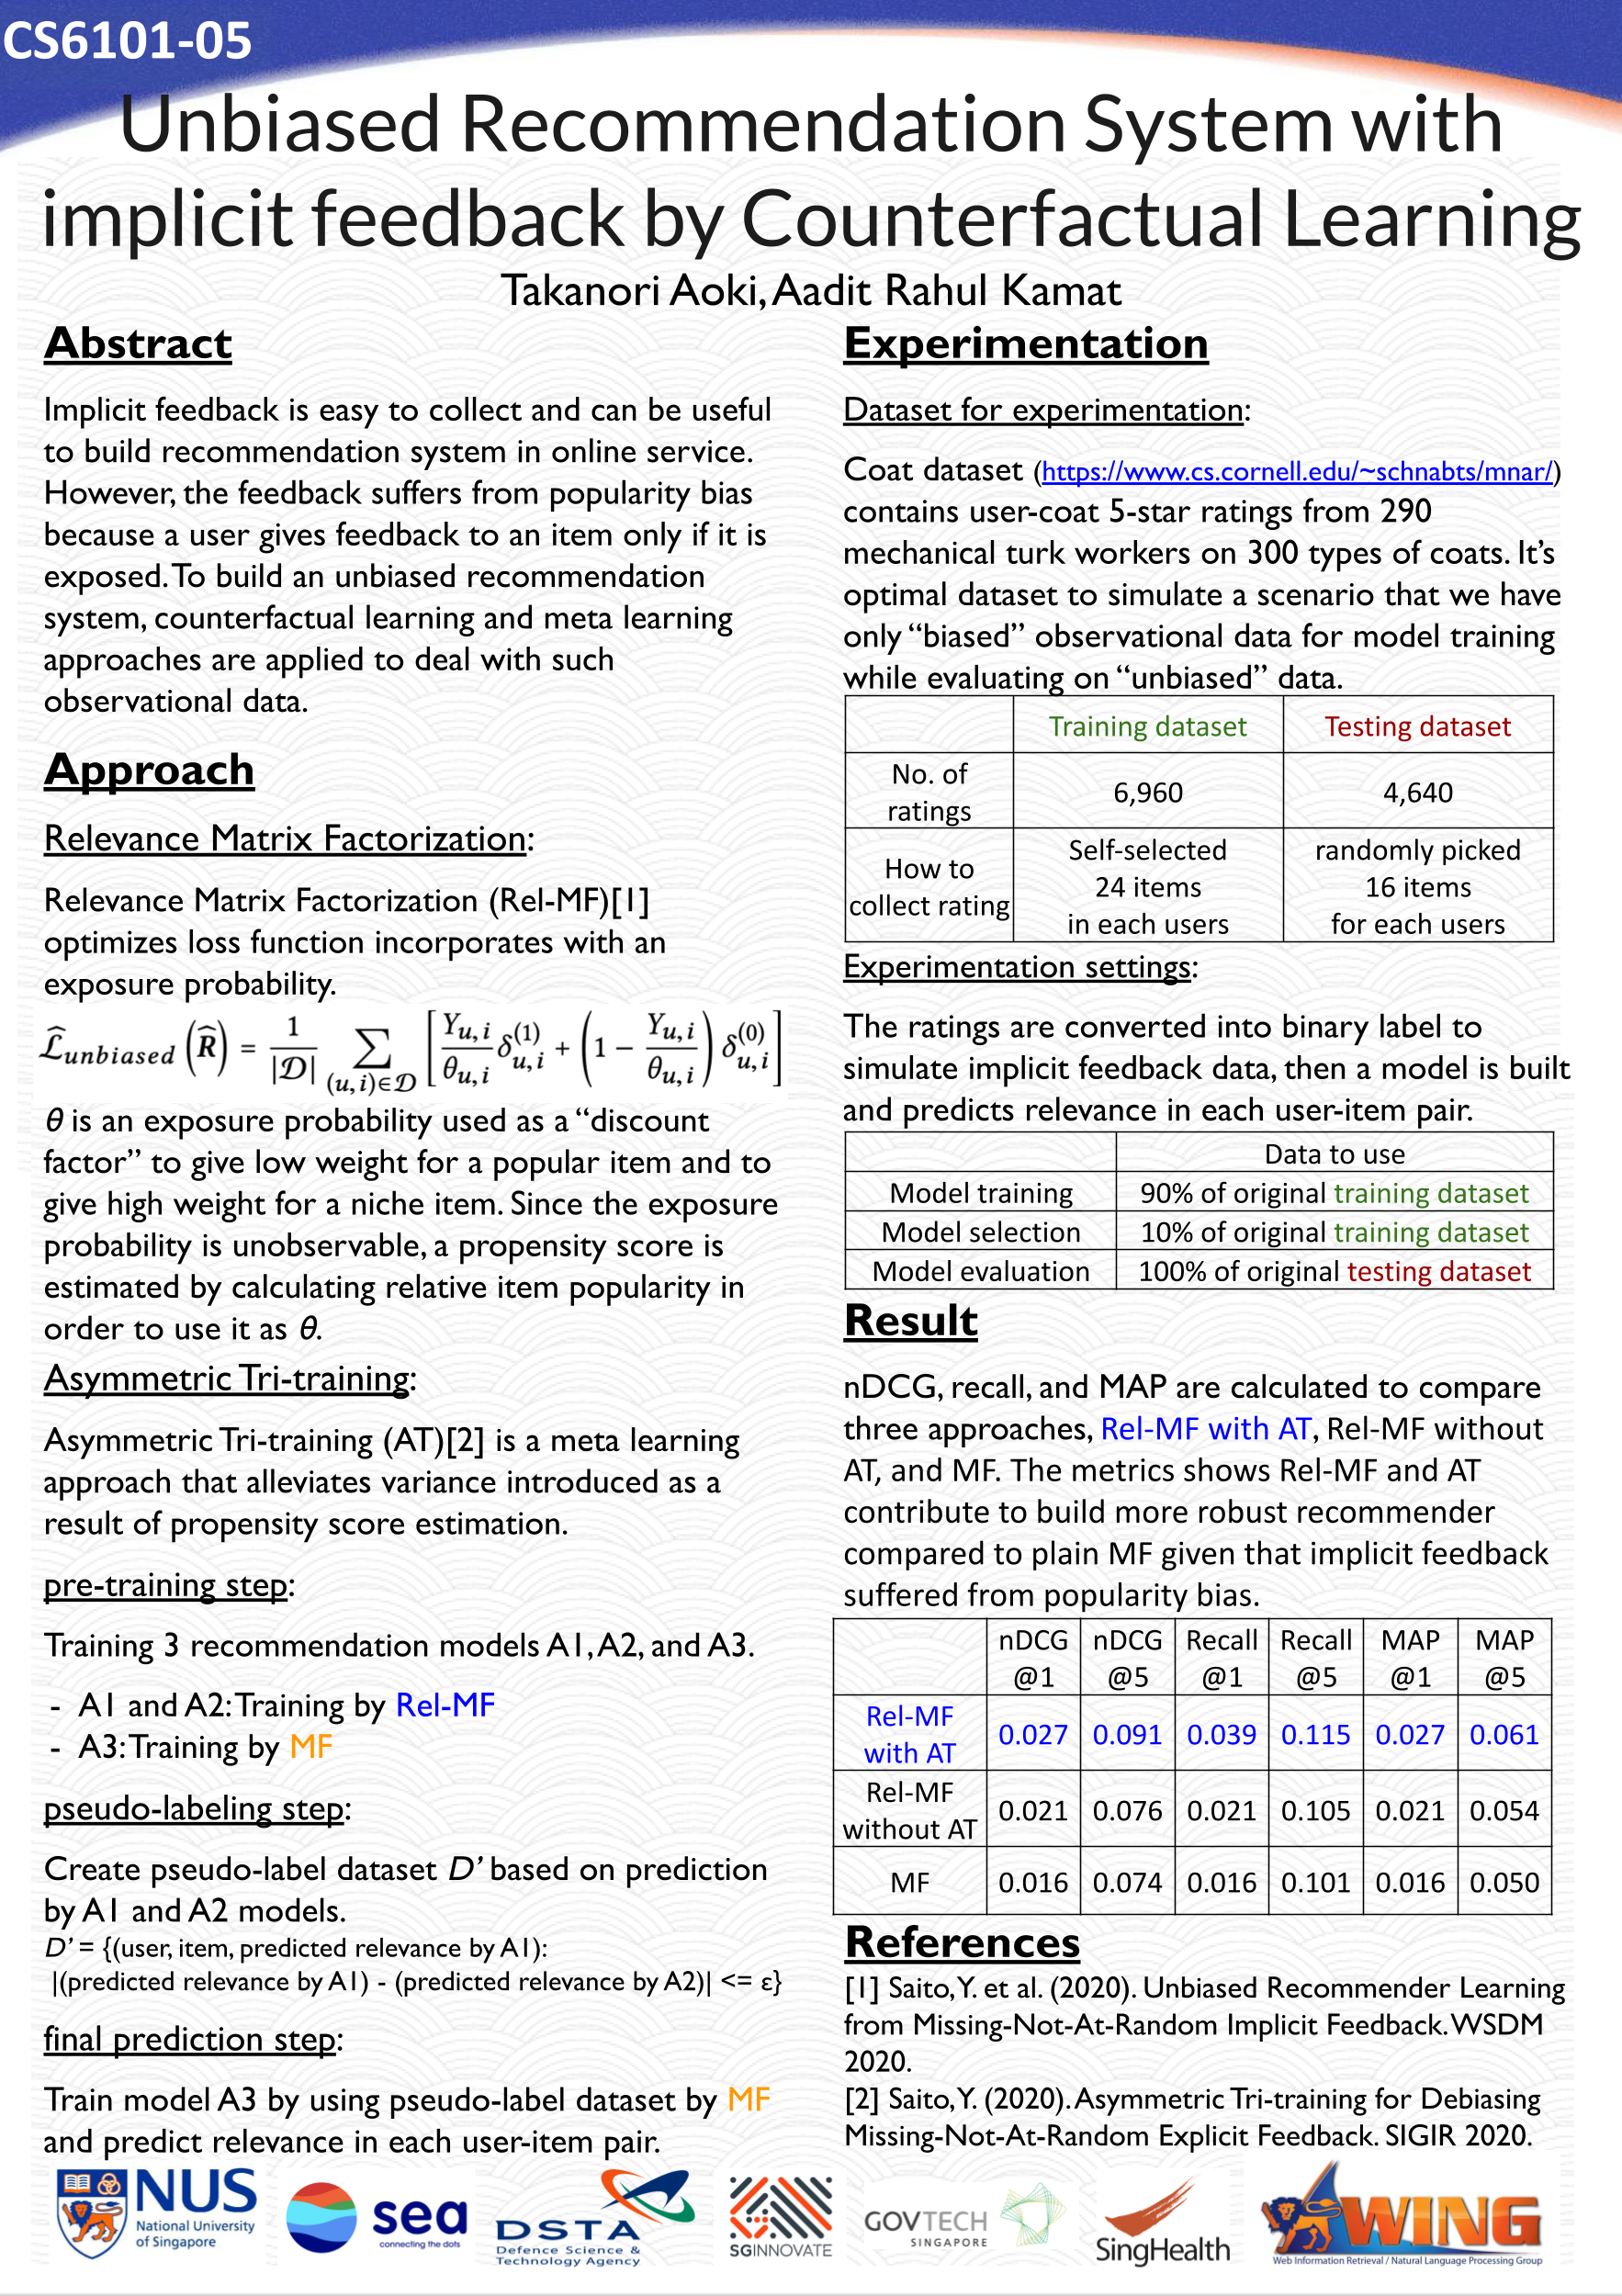 CS6101-05
Unbiased Recommendation System with
implicit feedback by Counterfactual Learning
Takanori Aoki, Aadit Rahul Kamat
Abstract
Implicit feedback is easy to collect and can be useful
to build recommendation system in online service.
However, the feedback suffers from popularity bias
because a user gives feedback to an item only if it is
exposed. To build an unbiased recommendation
system, counterfactual learning and meta learning
approaches are applied to deal with such
observational data.
Approach
Relevance Matrix Factorization:
Relevance Matrix Factorization (Rel-MF)[1]
optimizes loss function incorporates with an
exposure probability.
$\widehat{\mathcal{L}}_{unbiased}(\widehat{R}) = \frac{1}{|\mathcal{D}|} \sum_{(u,i)\in\mathcal{D}} \left[ \frac{Y_{u,i}}{\theta_{u,i}} \delta_{u,i}^{(1)} + \left(1 - \frac{Y_{u,i}}{\theta_{u,i}}\right) \delta_{u,i}^{(0)} \right]$
θ is an exposure probability used as a “discount
factor” to give low weight for a popular item and to
give high weight for a niche item. Since the exposure
probability is unobservable, a propensity score is
estimated by calculating relative item popularity in
order to use it as θ.
Asymmetric Tri-training:
Asymmetric Tri-training (AT)[2] is a meta learning
approach that alleviates variance introduced as a
result of propensity score estimation.
pre-training step:
Training 3 recommendation models A1, A2, and A3.
- A1 and A2: Training by Rel-MF
- A3: Training by MF
pseudo-labeling step:
Create pseudo-label dataset D’ based on prediction
by A1 and A2 models.
D’ = {(user, item, predicted relevance by A1):
|(predicted relevance by A1) - (predicted relevance by A2)| <= ε}
final prediction step:
Train model A3 by using pseudo-label dataset by MF
and predict relevance in each user-item pair.
Experimentation
Dataset for experimentation:
Coat dataset (https://www.cs.cornell.edu/~schnabts/mnar/)
contains user-coat 5-star ratings from 290
mechanical turk workers on 300 types of coats. It’s
optimal dataset to simulate a scenario that we have
only “biased” observational data for model training
while evaluating on “unbiased” data.
Training dataset Testing dataset
No. of
ratings
6,960 4,640
How to
collect rating
Self-selected
24 items
in each users
randomly picked
16 items
for each users
Experimentation settings:
The ratings are converted into binary label to
simulate implicit feedback data, then a model is built
and predicts relevance in each user-item pair.
Data to use
Model training 90% of original training dataset
Model selection 10% of original training dataset
Model evaluation 100% of original testing dataset
Result
nDCG, recall, and MAP are calculated to compare
three approaches, Rel-MF with AT, Rel-MF without
AT, and MF. The metrics shows Rel-MF and AT
contribute to build more robust recommender
compared to plain MF given that implicit feedback
suffered from popularity bias.
nDCG nDCG Recall Recall MAP MAP
@1 @5 @1 @5 @1 @5
Rel-MF
with AT
0.027 0.091 0.039 0.115 0.027 0.061
Rel-MF
without AT
0.021 0.076 0.021 0.105 0.021 0.054
MF 0.016 0.074 0.016 0.101 0.016 0.050
References
[1] Saito, Y. et al. (2020). Unbiased Recommender Learning
from Missing-Not-At-Random Implicit Feedback. WSDM
2020.
[2] Saito, Y. (2020). Asymmetric Tri-training for Debiasing
Missing-Not-At-Random Explicit Feedback. SIGIR 2020.
NUS
National University
of Singapore
sea
connecting the dots
DSTA
Defence Science &
Technology Agency
SGINNOVATE
GOVTECH
SINGAPORE
SingHealth
WING
Web Information Retrieval / Natural Language Processing Group